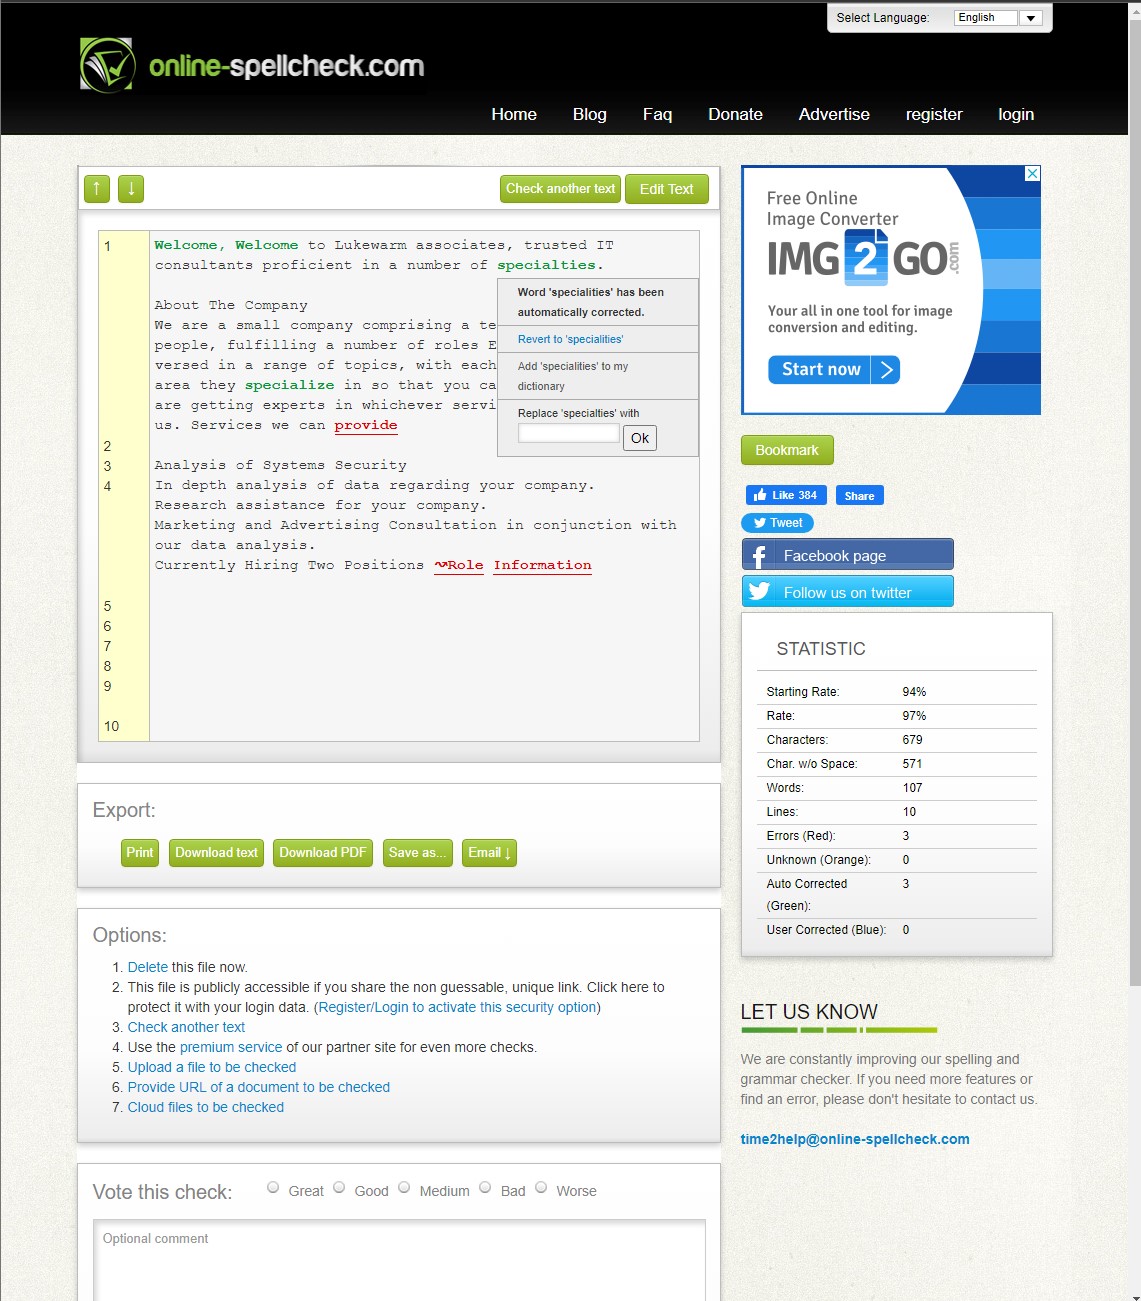 Select Language: English
online-spellcheck.com
Home Blog Faq Donate Advertise register login
↑ ↓ Check another text Edit Text
1 Welcome, Welcome to Lukewarm associates, trusted IT
consultants proficient in a number of specialties.
About The Company
We are a small company comprising a te
people, fulfilling a number of roles E
versed in a range of topics, with each
area they specialize in so that you ca
are getting experts in whichever servi
us. Services we can provide
Word 'specialities' has been
automatically corrected.
Revert to 'specialities'
Add 'specialities' to my
dictionary
Replace 'specialties' with
Ok
2
3 Analysis of Systems Security
4 In depth analysis of data regarding your company.
Research assistance for your company.
Marketing and Advertising Consultation in conjunction with
our data analysis.
Currently Hiring Two Positions ↝Role Information
5
6
7
8
9
10
Export:
Print Download text Download PDF Save as... Email ↓
Options:
1. Delete this file now.
2. This file is publicly accessible if you share the non guessable, unique link. Click here to
protect it with your login data. (Register/Login to activate this security option)
3. Check another text
4. Use the premium service of our partner site for even more checks.
5. Upload a file to be checked
6. Provide URL of a document to be checked
7. Cloud files to be checked
Vote this check: Great Good Medium Bad Worse
Optional comment
Free Online
Image Converter
IMG2GO.com
Your all in one tool for image
conversion and editing.
Start now
Bookmark
Like 384 Share
Tweet
Facebook page
Follow us on twitter
STATISTIC
Starting Rate: 94%
Rate: 97%
Characters: 679
Char. w/o Space: 571
Words: 107
Lines: 10
Errors (Red): 3
Unknown (Orange): 0
Auto Corrected 3
(Green):
User Corrected (Blue): 0
LET US KNOW
We are constantly improving our spelling and
grammar checker. If you need more features or
find an error, please don't hesitate to contact us.
time2help@online-spellcheck.com